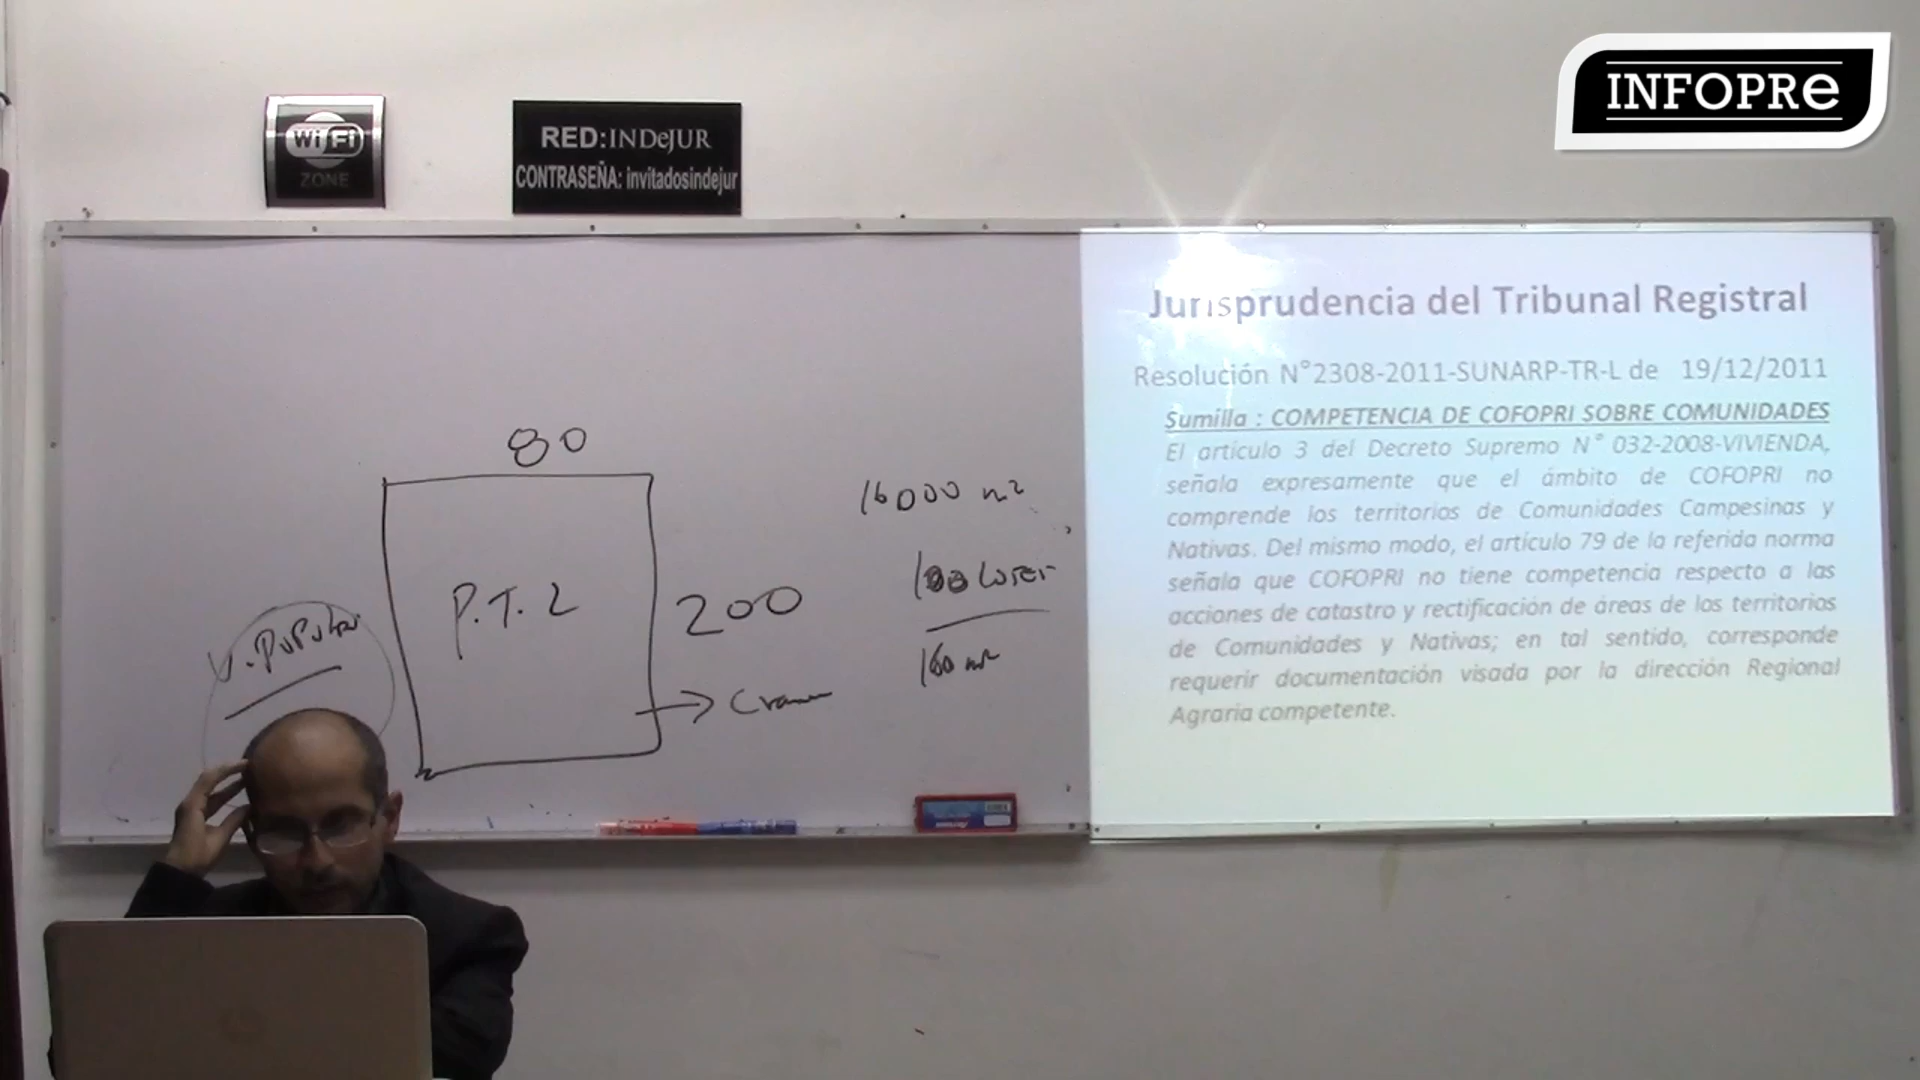 INFOPRe
Wi Fi
ZONE
RED:INDeJUR
CONTRASEÑA: invitadosindejur
80
P.T. 2
200
16000 m2
160 m2
Jurisprudencia del Tribunal Registral
Resolución N°2308-2011-SUNARP-TR-L de 19/12/2011
Sumilla : COMPETENCIA DE COFOPRI SOBRE COMUNIDADES
El artículo 3 del Decreto Supremo N° 032-2008-VIVIENDA,
señala expresamente que el ámbito de COFOPRI no
comprende los territorios de Comunidades Campesinas y
Nativas. Del mismo modo, el artículo 79 de la referida norma
señala que COFOPRI no tiene competencia respecto a las
acciones de catastro y rectificación de áreas de los territorios
de Comunidades y Nativas; en tal sentido, corresponde
requerir documentación visada por la dirección Regional
Agraria competente.